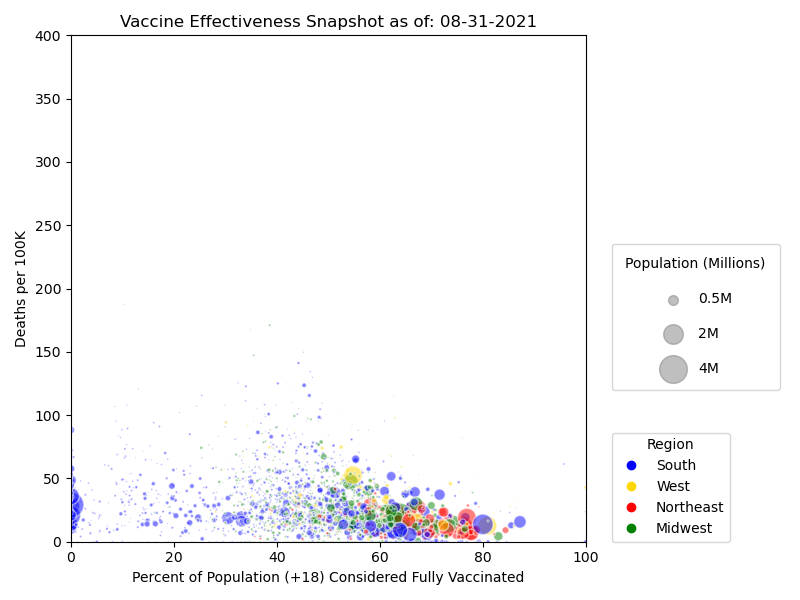 Vaccine Effectiveness Snapshot as of: 08-31-2021
400
350
300
250
200
150
100
50
0
Deaths per 100K
0 20 40 60 80 100
Percent of Population (+18) Considered Fully Vaccinated
Population (Millions)
0.5M
2M
4M
Region
South
West
Northeast
Midwest